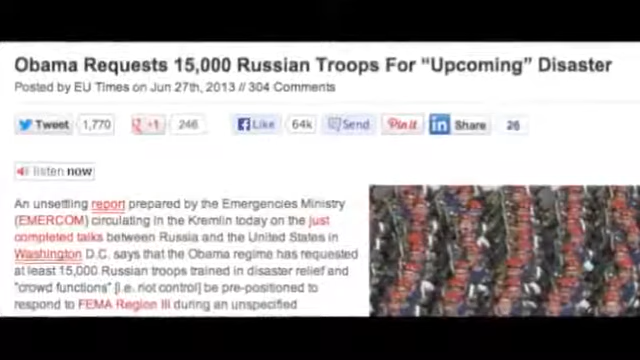 Obama Requests 15,000 Russian Troops For “Upcoming” Disaster
Posted by EU Times on Jun 27th, 2013 // 304 Comments
Tweet 1,770 +1 246 Like 64k Send Pin it in Share 26
listen now
An unsettling report prepared by the Emergencies Ministry
(EMERCOM) circulating in the Kremlin today on the just
completed talks between Russia and the United States in
Washington D.C. says that the Obama regime has requested
at least 15,000 Russian troops trained in disaster relief and
"crowd functions" [i.e. riot control] be pre-positioned to
respond to FEMA Region III during an unspecified